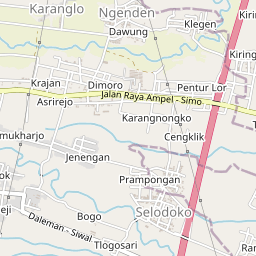 Karanglo
Ngenden
Klegen
Dawung
Krajan
Dimoro
Pentur Lor
Asrirejo
Jalan Raya Ampel - Simo
Karangnongko
mukharjo
Cengklik
Jenengan
Prampongan
Selodoko
Bogo
Daleman - Siwal
Tlogosari